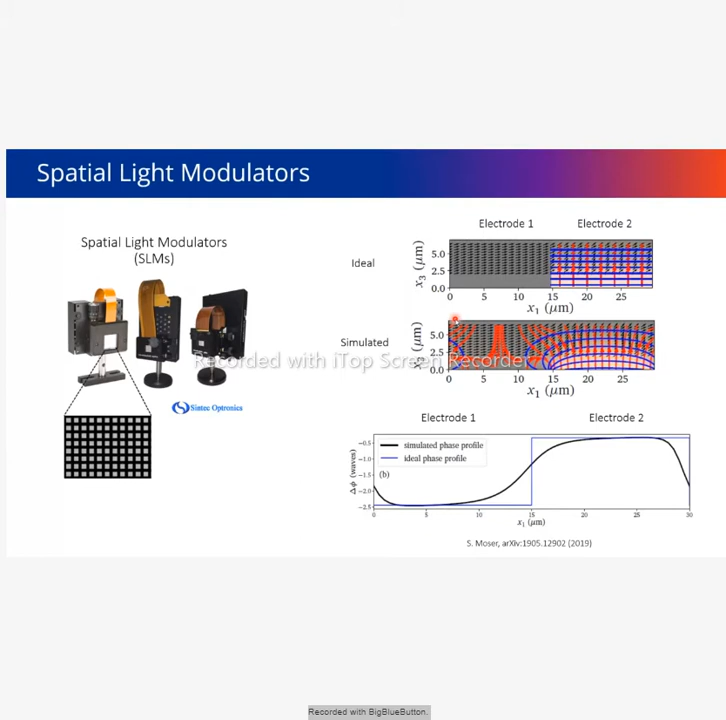 Spatial Light Modulators
Spatial Light Modulators
(SLMs)
Sintec Optronics
Ideal
Electrode 1
Electrode 2
x₃ (μm)
5.0
2.5
0.0
0 5 10 15 20 25
x₁ (μm)
Simulated
x₃ (μm)
5.0
2.5
0.0
0 5 10 15 20 25
x₁ (μm)
Recorded with iTop Screen Recorder
Electrode 1
Electrode 2
Δϕ (waves)
−0.5
−1.0
−1.5
−2.0
−2.5
simulated phase profile
ideal phase profile
(b)
0 5 10 15 20 25 30
x₁ (μm)
S. Moser, arXiv:1905.12902 (2019)
Recorded with BigBlueButton.